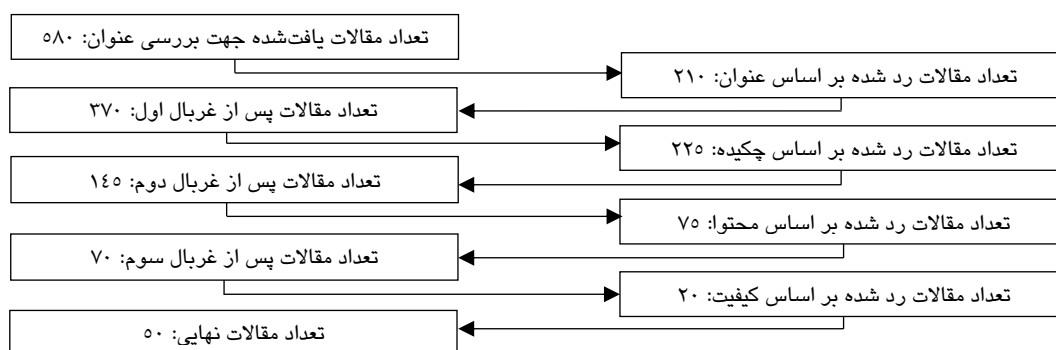 تعداد مقالات یافت‌شده جهت بررسی عنوان: ۵۸۰
تعداد مقالات رد شده بر اساس عنوان: ۲۱۰
تعداد مقالات پس از غربال اول: ۳۷۰
تعداد مقالات رد شده بر اساس چکیده: ۲۲۵
تعداد مقالات پس از غربال دوم: ۱٤۵
تعداد مقالات رد شده بر اساس محتوا: ۷۵
تعداد مقالات پس از غربال سوم: ۷۰
تعداد مقالات رد شده بر اساس کیفیت: ۲۰
تعداد مقالات نهایی: ۵۰